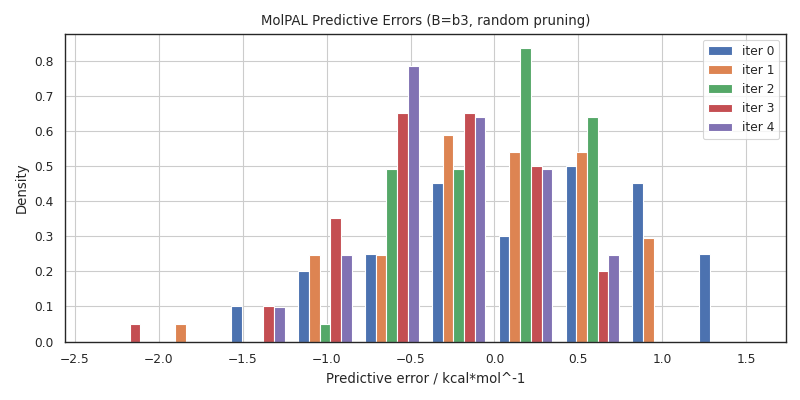 MolPAL Predictive Errors (B=b3, random pruning)
iter 0
iter 1
iter 2
iter 3
iter 4
Density
0.8
0.7
0.6
0.5
0.4
0.3
0.2
0.1
0.0
−2.5 −2.0 −1.5 −1.0 −0.5 0.0 0.5 1.0 1.5
Predictive error / kcal*mol^-1